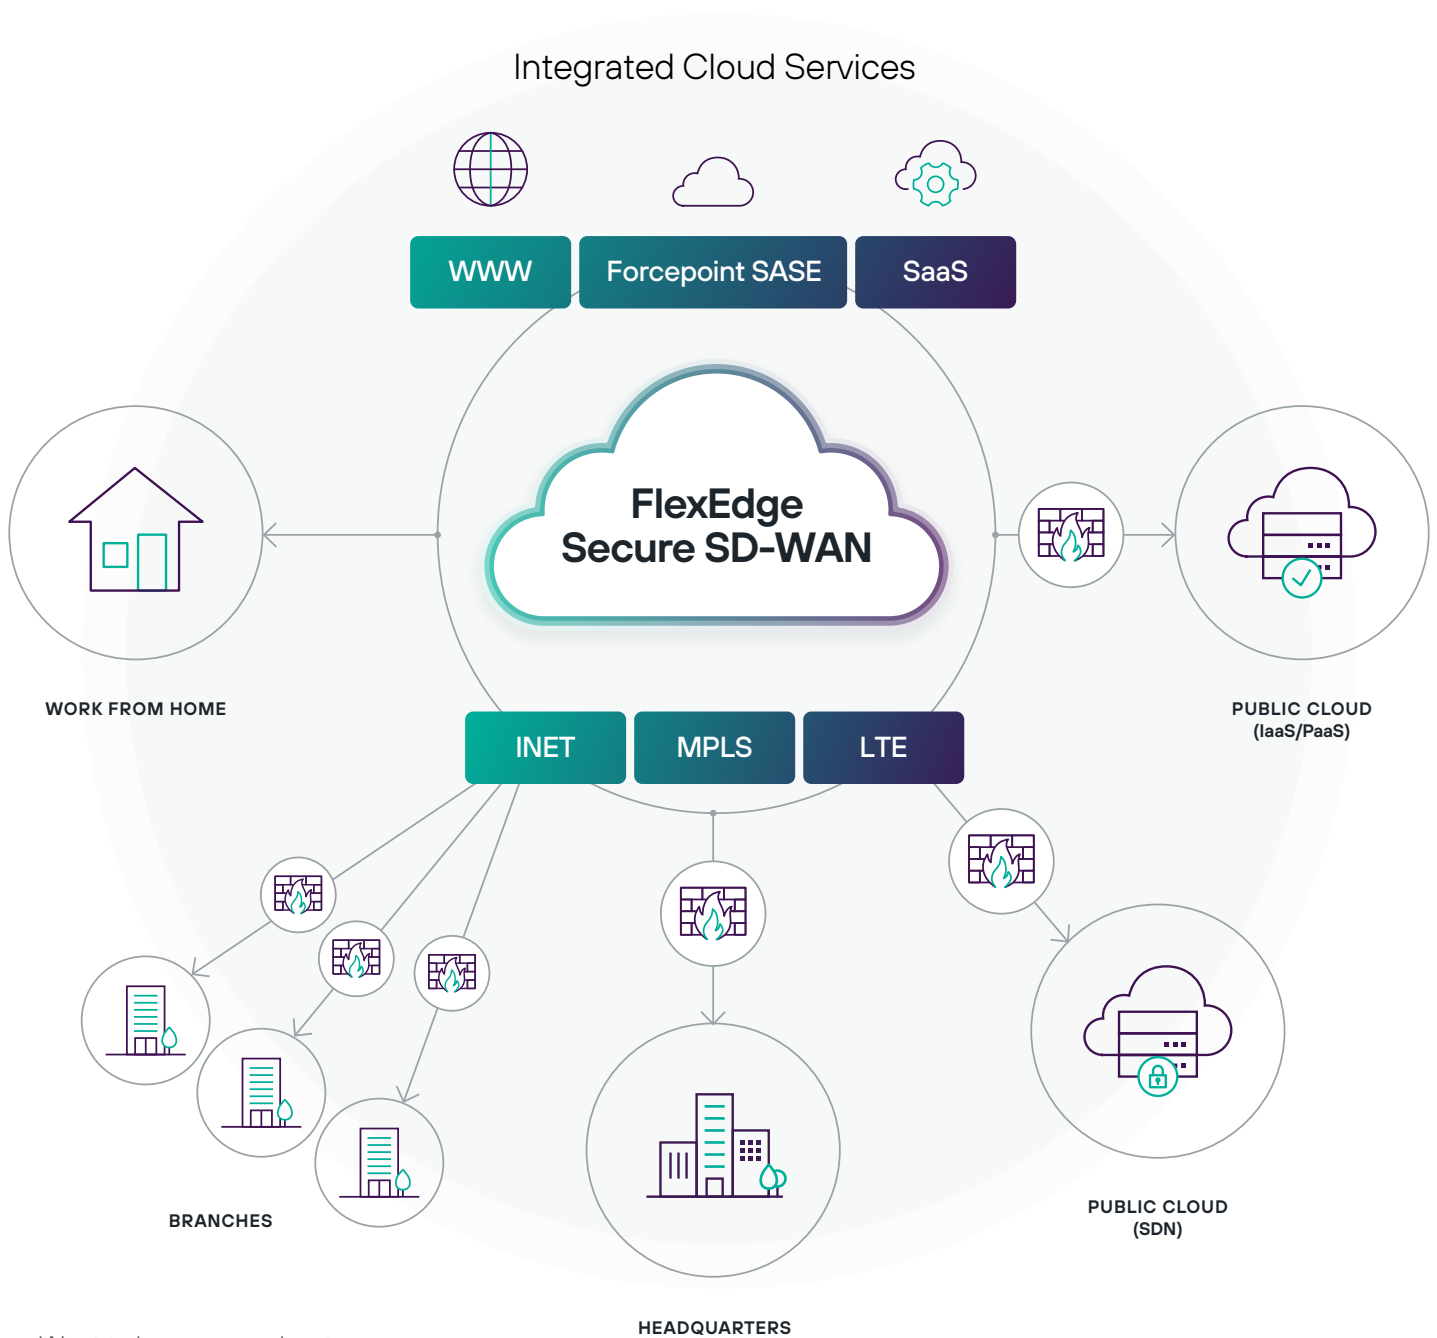 Integrated Cloud Services
WWW
Forcepoint SASE
SaaS
FlexEdge
Secure SD-WAN
WORK FROM HOME
PUBLIC CLOUD
(IaaS/PaaS)
INET
MPLS
LTE
BRANCHES
PUBLIC CLOUD
(SDN)
HEADQUARTERS